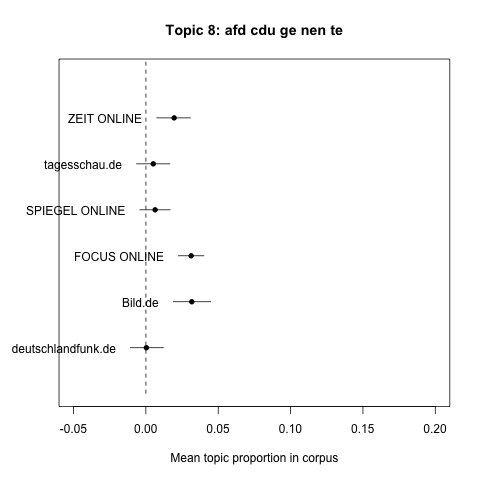 Topic 8: afd cdu ge nen te
ZEIT ONLINE
tagesschau.de
SPIEGEL ONLINE
FOCUS ONLINE
Bild.de
deutschlandfunk.de
-0.05 0.00 0.05 0.10 0.15 0.20
Mean topic proportion in corpus